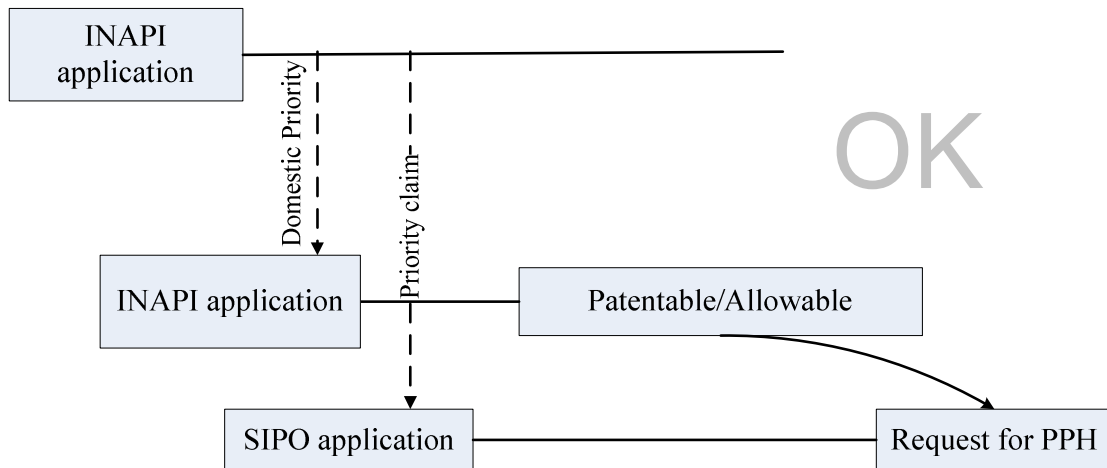 INAPI
application
Domestic Priority
Priority claim
OK
INAPI application
Patentable/Allowable
SIPO application
Request for PPH